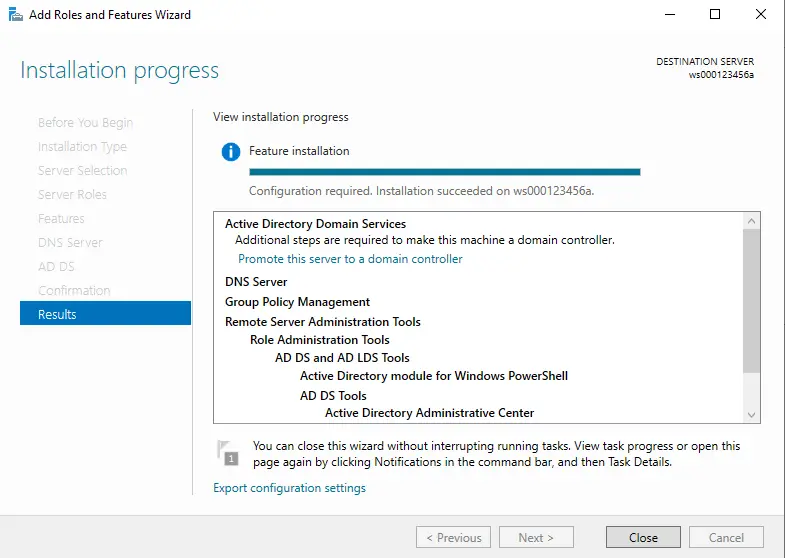 Add Roles and Features Wizard
Installation progress
DESTINATION SERVER
ws000123456a
Before You Begin
Installation Type
Server Selection
Server Roles
Features
DNS Server
AD DS
Confirmation
Results
View installation progress
Feature installation
Configuration required. Installation succeeded on ws000123456a.
Active Directory Domain Services
Additional steps are required to make this machine a domain controller.
Promote this server to a domain controller
DNS Server
Group Policy Management
Remote Server Administration Tools
Role Administration Tools
AD DS and AD LDS Tools
Active Directory module for Windows PowerShell
AD DS Tools
Active Directory Administrative Center
1
You can close this wizard without interrupting running tasks. View task progress or open this
page again by clicking Notifications in the command bar, and then Task Details.
Export configuration settings
< Previous
Next >
Close
Cancel